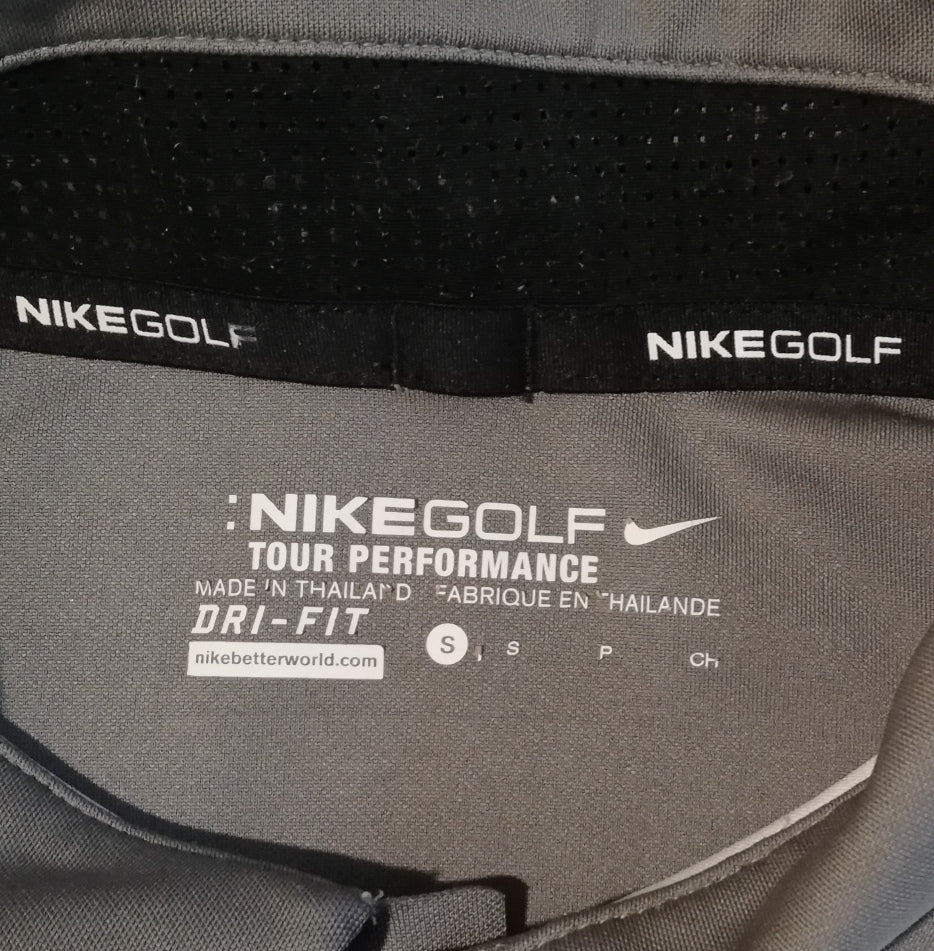 NIKEGOLF
NIKEGOLF
NIKEGOLF
TOUR PERFORMANCE
MADE IN THAILAND FABRIQUE EN THAILANDE
DRI-FIT
nikebetterworld.com
S S P Ch